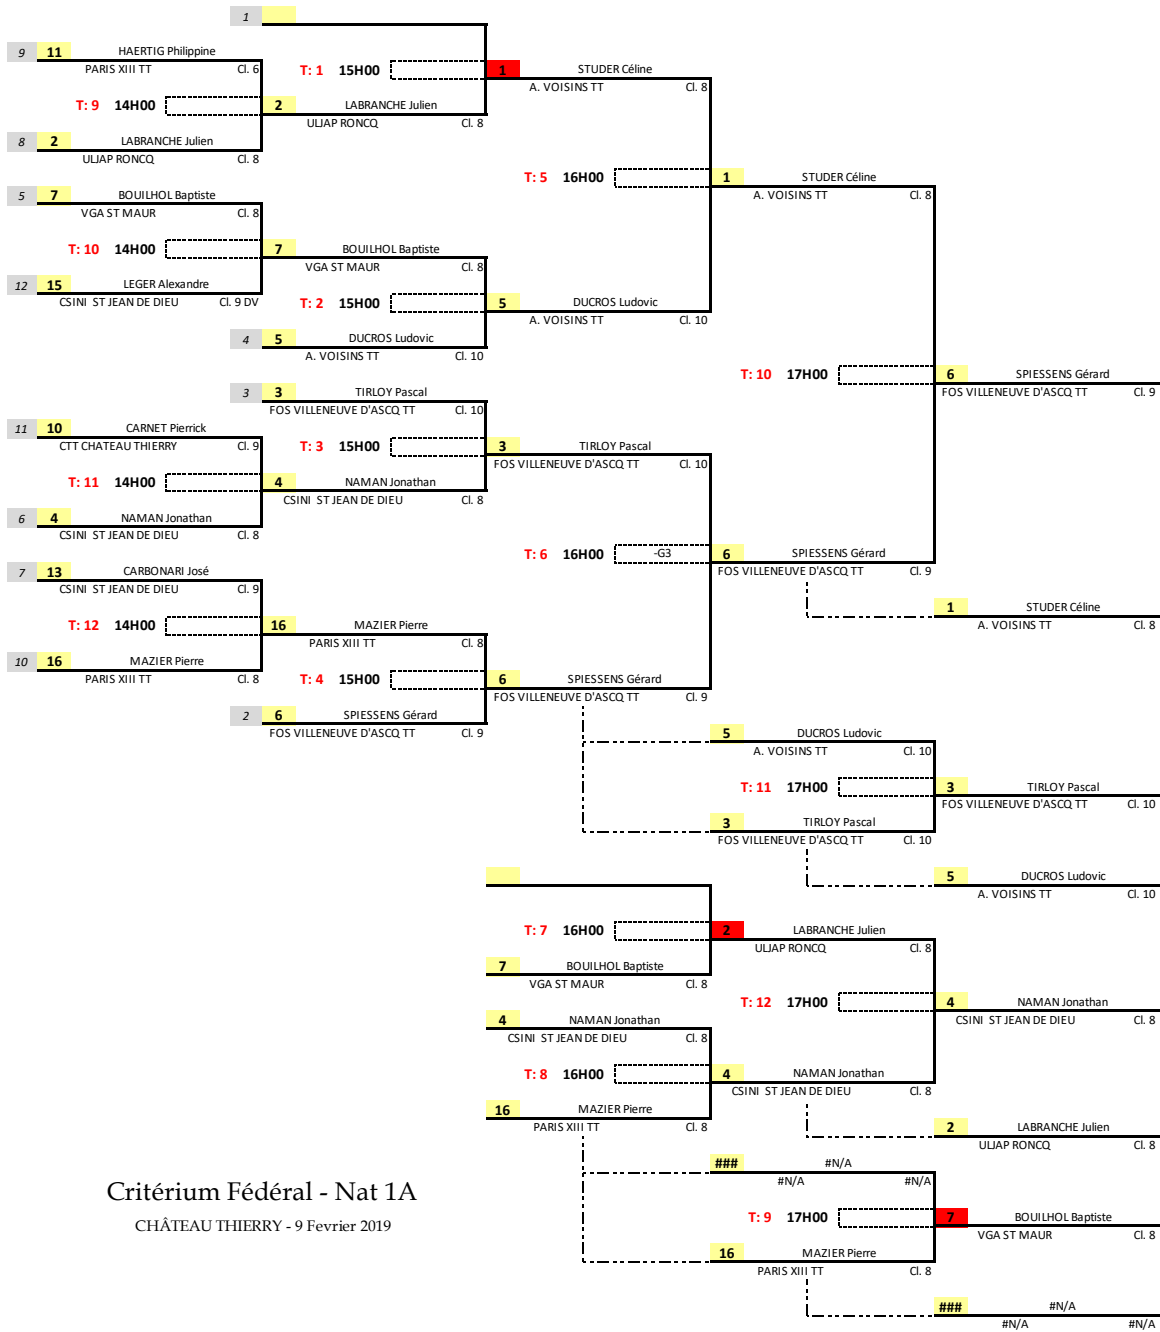 1
HAERTIG Philippine
9 11
PARIS XIII TT Cl. 6
T: 1 15H00 1 STUDER Céline
A. VOISINS TT Cl. 8
T: 9 14H00 2 LABRANCHE Julien
ULJAP RONCQ Cl. 8
8 2 LABRANCHE Julien
ULJAP RONCQ Cl. 8
T: 5 16H00 1 STUDER Céline
A. VOISINS TT Cl. 8
5 7 BOUILHOL Baptiste
VGA ST MAUR Cl. 8
T: 10 14H00 7 BOUILHOL Baptiste
VGA ST MAUR Cl. 8
12 15 LEGER Alexandre
CSINI ST JEAN DE DIEU Cl. 9 DV
T: 2 15H00 5 DUCROS Ludovic
A. VOISINS TT Cl. 10
4 5 DUCROS Ludovic
A. VOISINS TT Cl. 10
T: 10 17H00 6 SPIESSENS Gérard
FOS VILLENEUVE D'ASCQ TT Cl. 9
3 3 TIRLOY Pascal
FOS VILLENEUVE D'ASCQ TT Cl. 10
11 10 CARNET Pierrick
CTT CHATEAU THIERRY Cl. 9
T: 3 15H00 3 TIRLOY Pascal
FOS VILLENEUVE D'ASCQ TT Cl. 10
T: 11 14H00 4 NAMAN Jonathan
CSINI ST JEAN DE DIEU Cl. 8
6 4 NAMAN Jonathan
CSINI ST JEAN DE DIEU Cl. 8
T: 6 16H00 -G3 6 SPIESSENS Gérard
FOS VILLENEUVE D'ASCQ TT Cl. 9
7 13 CARBONARI José
CSINI ST JEAN DE DIEU Cl. 9
1 STUDER Céline
A. VOISINS TT Cl. 8
T: 12 14H00 16 MAZIER Pierre
PARIS XIII TT Cl. 8
10 16 MAZIER Pierre
PARIS XIII TT Cl. 8
T: 4 15H00 6 SPIESSENS Gérard
FOS VILLENEUVE D'ASCQ TT Cl. 9
2 6 SPIESSENS Gérard
FOS VILLENEUVE D'ASCQ TT Cl. 9
5 DUCROS Ludovic
A. VOISINS TT Cl. 10
T: 11 17H00 3 TIRLOY Pascal
FOS VILLENEUVE D'ASCQ TT Cl. 10
3 TIRLOY Pascal
FOS VILLENEUVE D'ASCQ TT Cl. 10
5 DUCROS Ludovic
A. VOISINS TT Cl. 10
T: 7 16H00 2 LABRANCHE Julien
ULJAP RONCQ Cl. 8
7 BOUILHOL Baptiste
VGA ST MAUR Cl. 8
T: 12 17H00 4 NAMAN Jonathan
CSINI ST JEAN DE DIEU Cl. 8
4 NAMAN Jonathan
CSINI ST JEAN DE DIEU Cl. 8
T: 8 16H00 4 NAMAN Jonathan
CSINI ST JEAN DE DIEU Cl. 8
16 MAZIER Pierre
PARIS XIII TT Cl. 8
2 LABRANCHE Julien
ULJAP RONCQ Cl. 8
### #N/A
#N/A #N/A
Critérium Fédéral - Nat 1A
CHÂTEAU THIERRY - 9 Fevrier 2019
T: 9 17H00 7 BOUILHOL Baptiste
VGA ST MAUR Cl. 8
16 MAZIER Pierre
PARIS XIII TT Cl. 8
### #N/A
#N/A #N/A